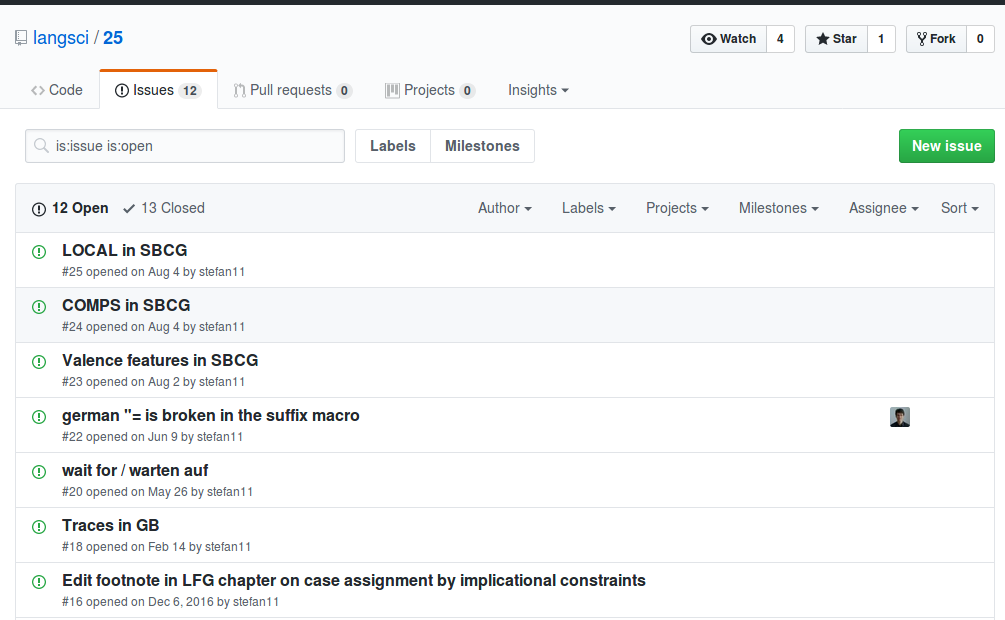 langsci / 25
Watch 4 Star 1 Fork 0
Code Issues 12 Pull requests 0 Projects 0 Insights
is:issue is:open Labels Milestones New issue
12 Open 13 Closed Author Labels Projects Milestones Assignee Sort
LOCAL in SBCG
#25 opened on Aug 4 by stefan11
COMPS in SBCG
#24 opened on Aug 4 by stefan11
Valence features in SBCG
#23 opened on Aug 2 by stefan11
german "= is broken in the suffix macro
#22 opened on Jun 9 by stefan11
wait for / warten auf
#20 opened on May 26 by stefan11
Traces in GB
#18 opened on Feb 14 by stefan11
Edit footnote in LFG chapter on case assignment by implicational constraints
#16 opened on Dec 6, 2016 by stefan11